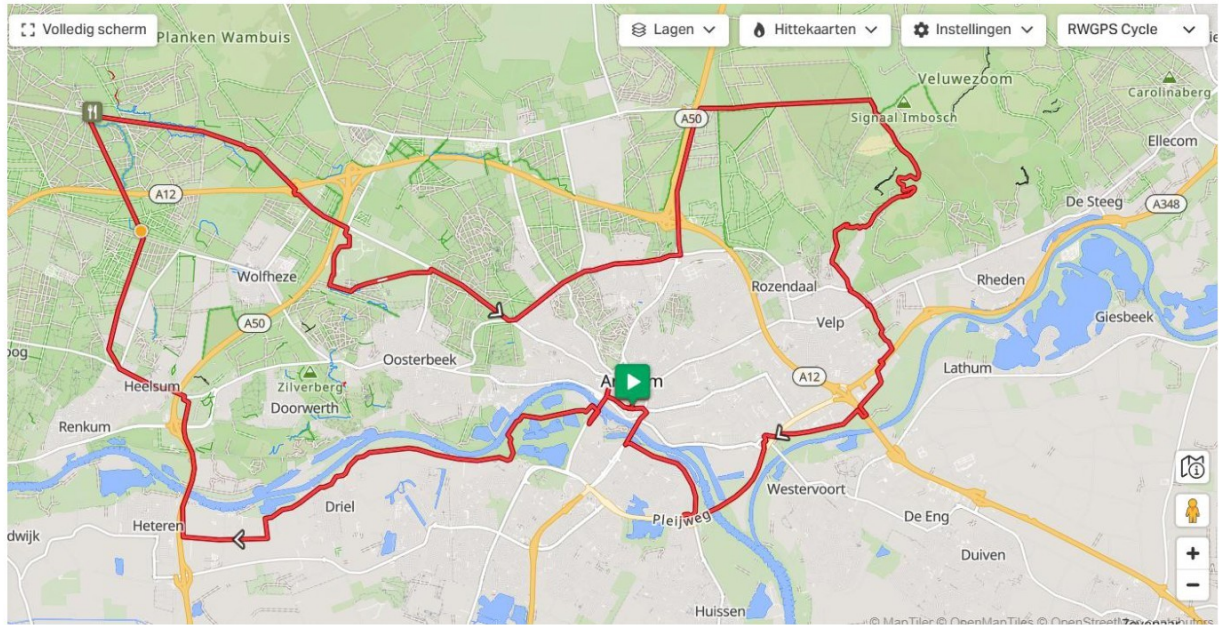 Volledig scherm
Lagen
Hittekaarten
Instellingen
RWGPS Cycle
Planken Wambuis
Veluwezoom
Carolinaberg
Signaal Imbosch
A50
Ellecom
A12
De Steeg
A348
Wolfheze
Rozendaal
Rheden
Giesbeek
A50
Velp
Oosterbeek
Lathum
Heelsum
Zilverberg
A12
Doorwerth
Renkum
Westervoort
Driel
Pleijweg
De Eng
Heteren
dwijk
Duiven
Huissen
© MapTiler © OpenMapTiles © OpenStreetM